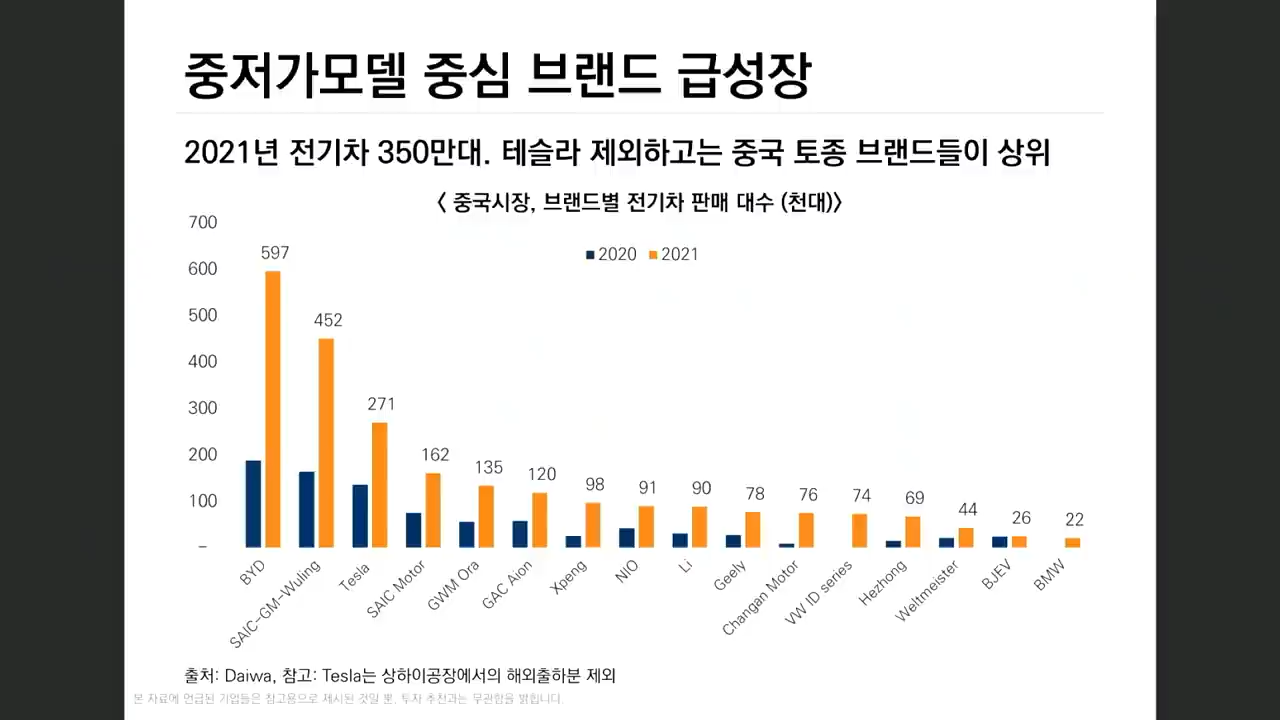 중저가모델 중심 브랜드 급성장
2021년 전기차 350만대. 테슬라 제외하고는 중국 토종 브랜드들이 상위
< 중국시장, 브랜드별 전기차 판매 대수 (천대)>
2020 2021
700
600
500
400
300
200
100
–
597
452
271
162
135
120
98
91
90
78
76
74
69
44
26
22
BYD
SAIC-GM-Wuling
Tesla
SAIC Motor
GWM Ora
GAC Aion
Xpeng
NIO
Li
Geely
Changan Motor
VW ID series
Hezhong
Weltmeister
BJEV
BMW
출처: Daiwa, 참고: Tesla는 상하이공장에서의 해외출하분 제외
본 자료에 언급된 기업들은 참고용으로 제시된 것일 뿐, 투자 추천과는 무관함을 밝힙니다.